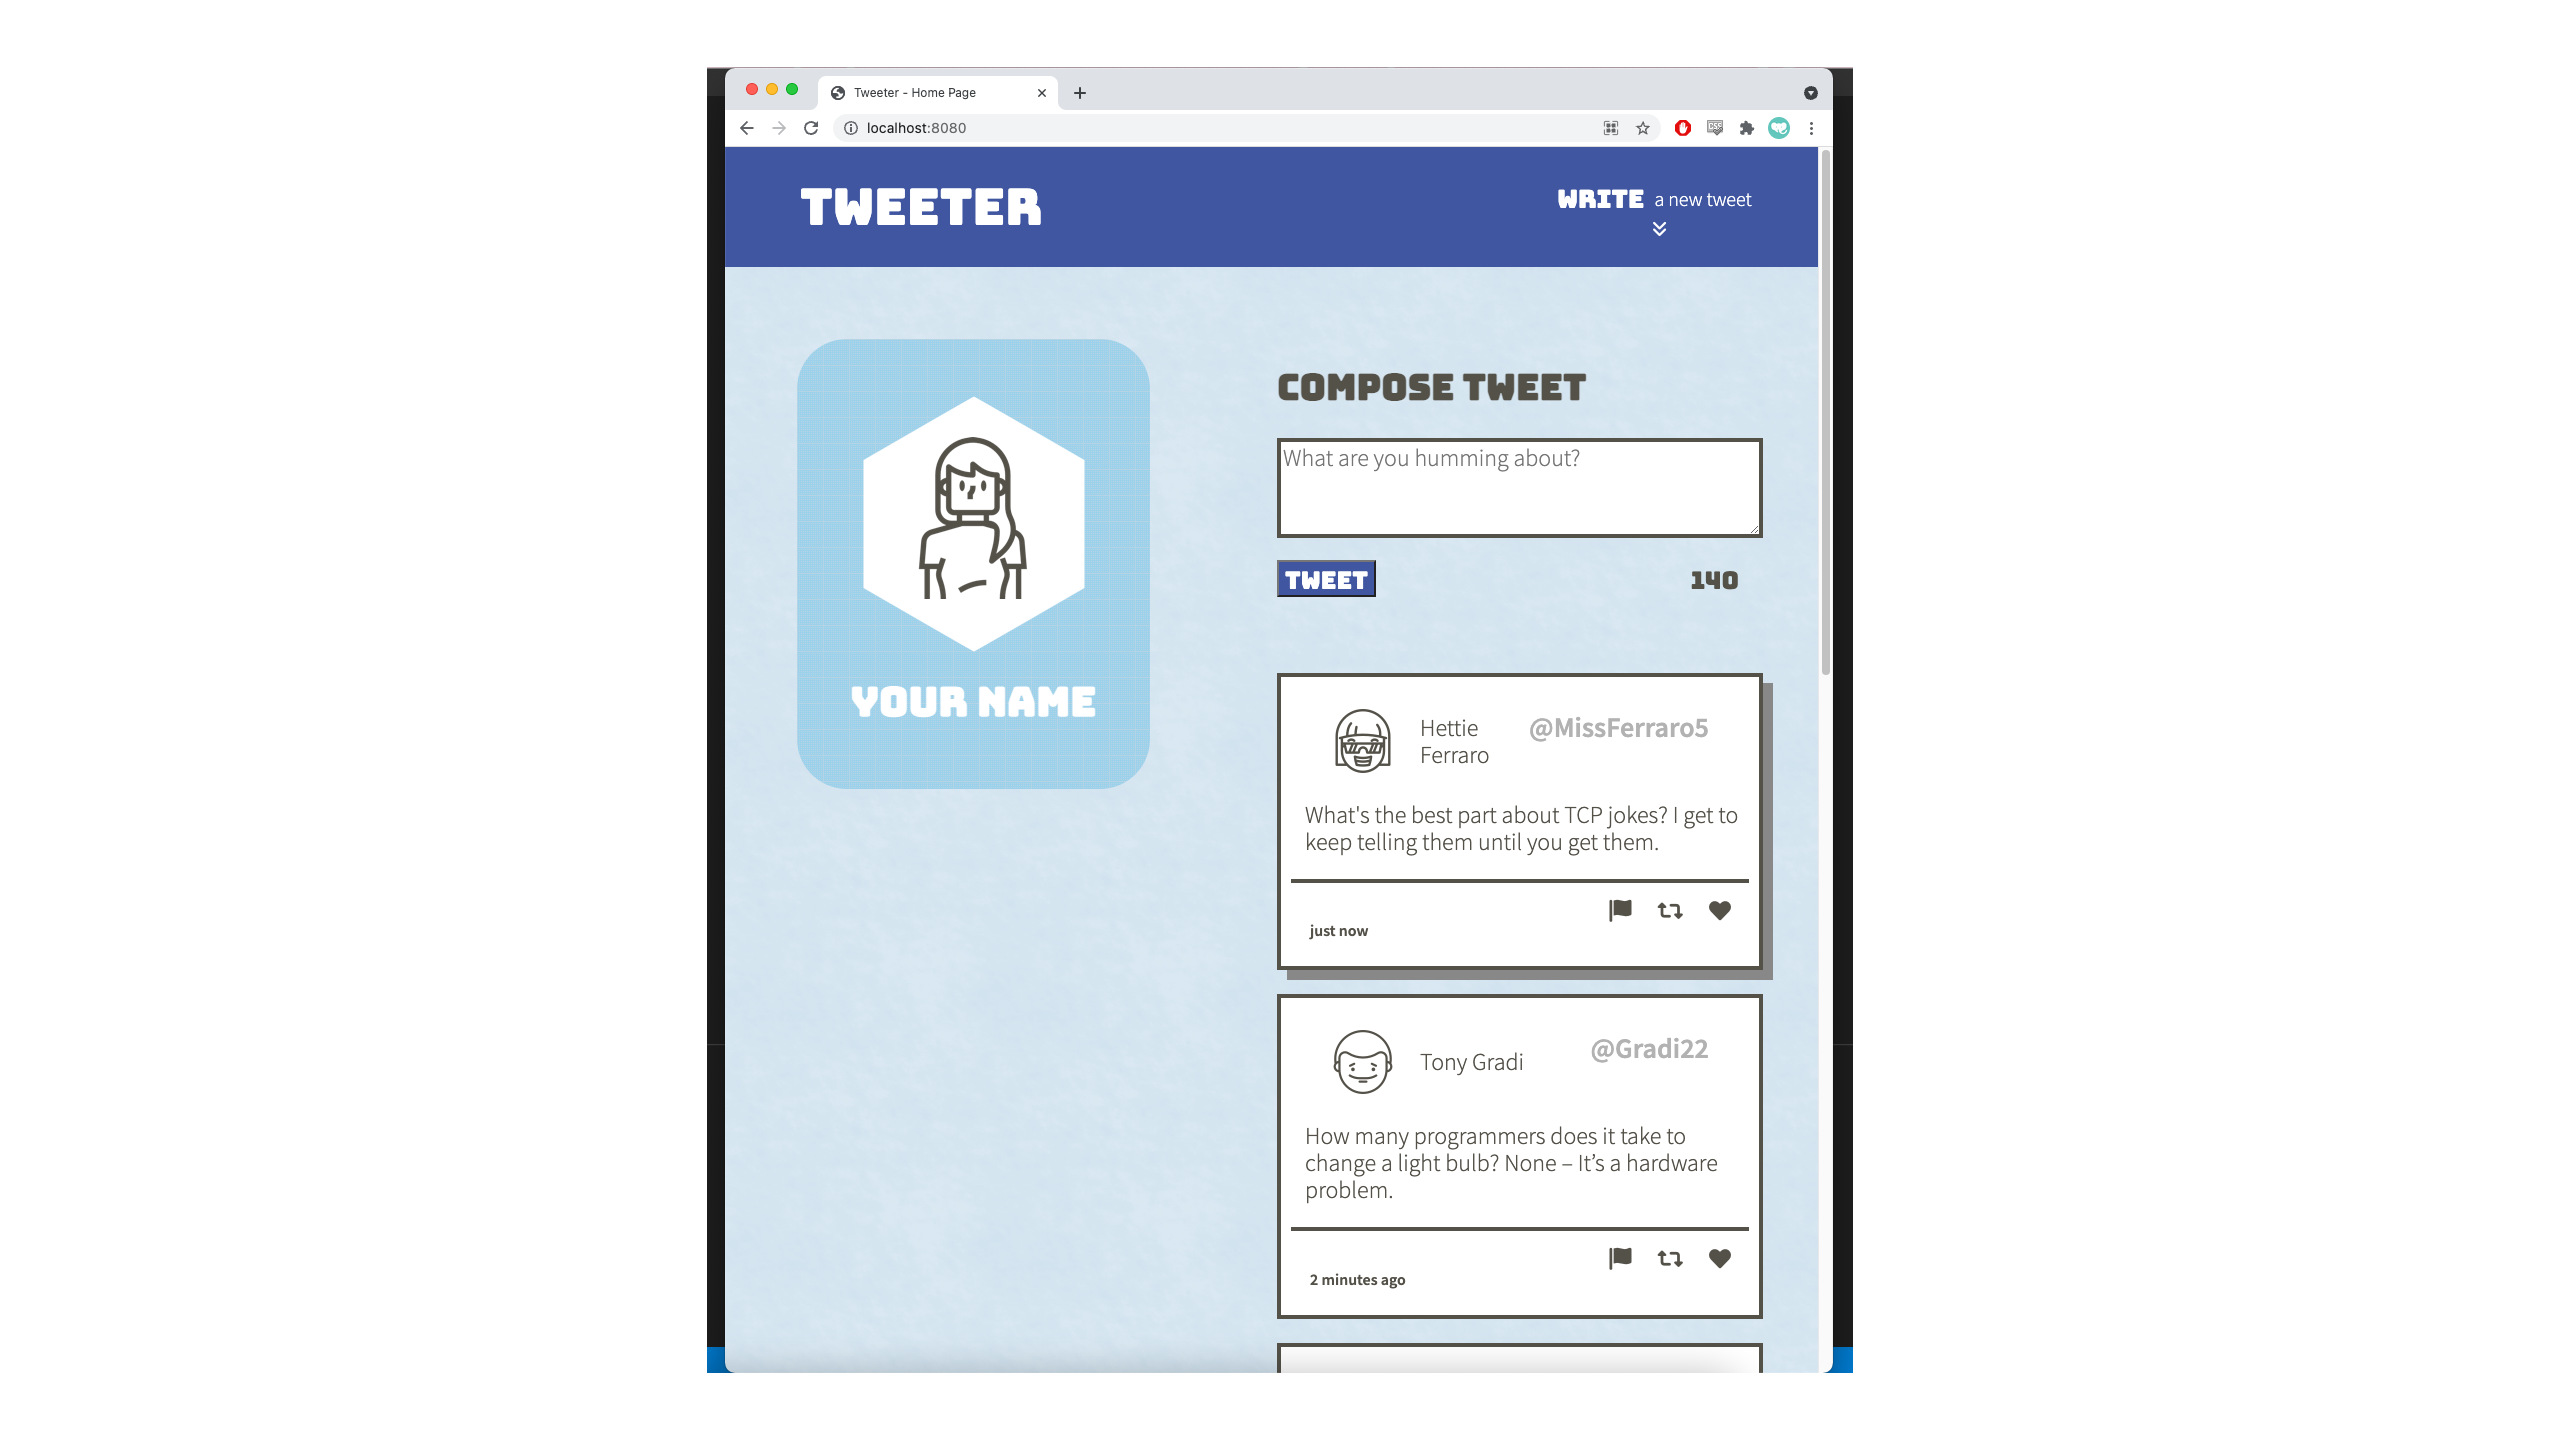 Tweeter - Home Page
localhost:8080
TWEETER
WRITE a new tweet
YOUR NAME
COMPOSE TWEET
What are you humming about?
TWEET
140
Hettie
Ferraro
@MissFerraro5
What's the best part about TCP jokes? I get to
keep telling them until you get them.
just now
Tony Gradi
@Gradi22
How many programmers does it take to
change a light bulb? None – It’s a hardware
problem.
2 minutes ago